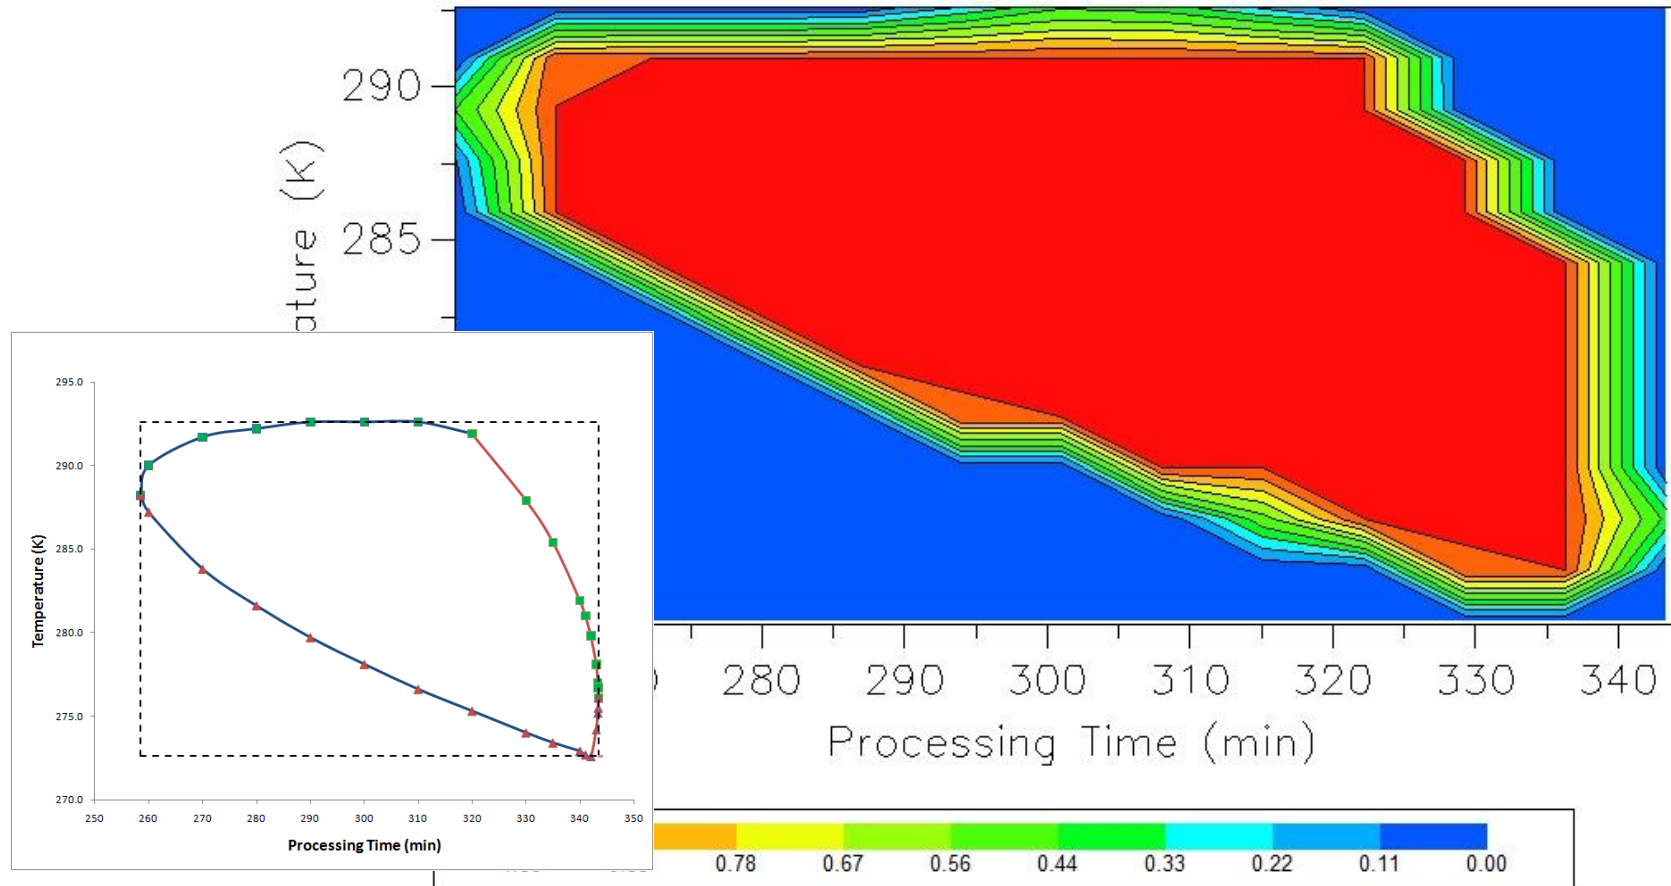 290
285
ature (K)
280 290 300 310 320 330 340
Processing Time (min)
0.78 0.67 0.56 0.44 0.33 0.22 0.11 0.00
295.0
290.0
285.0
280.0
275.0
270.0
Temperature (K)
250 260 270 280 290 300 310 320 330 340 350
Processing Time (min)